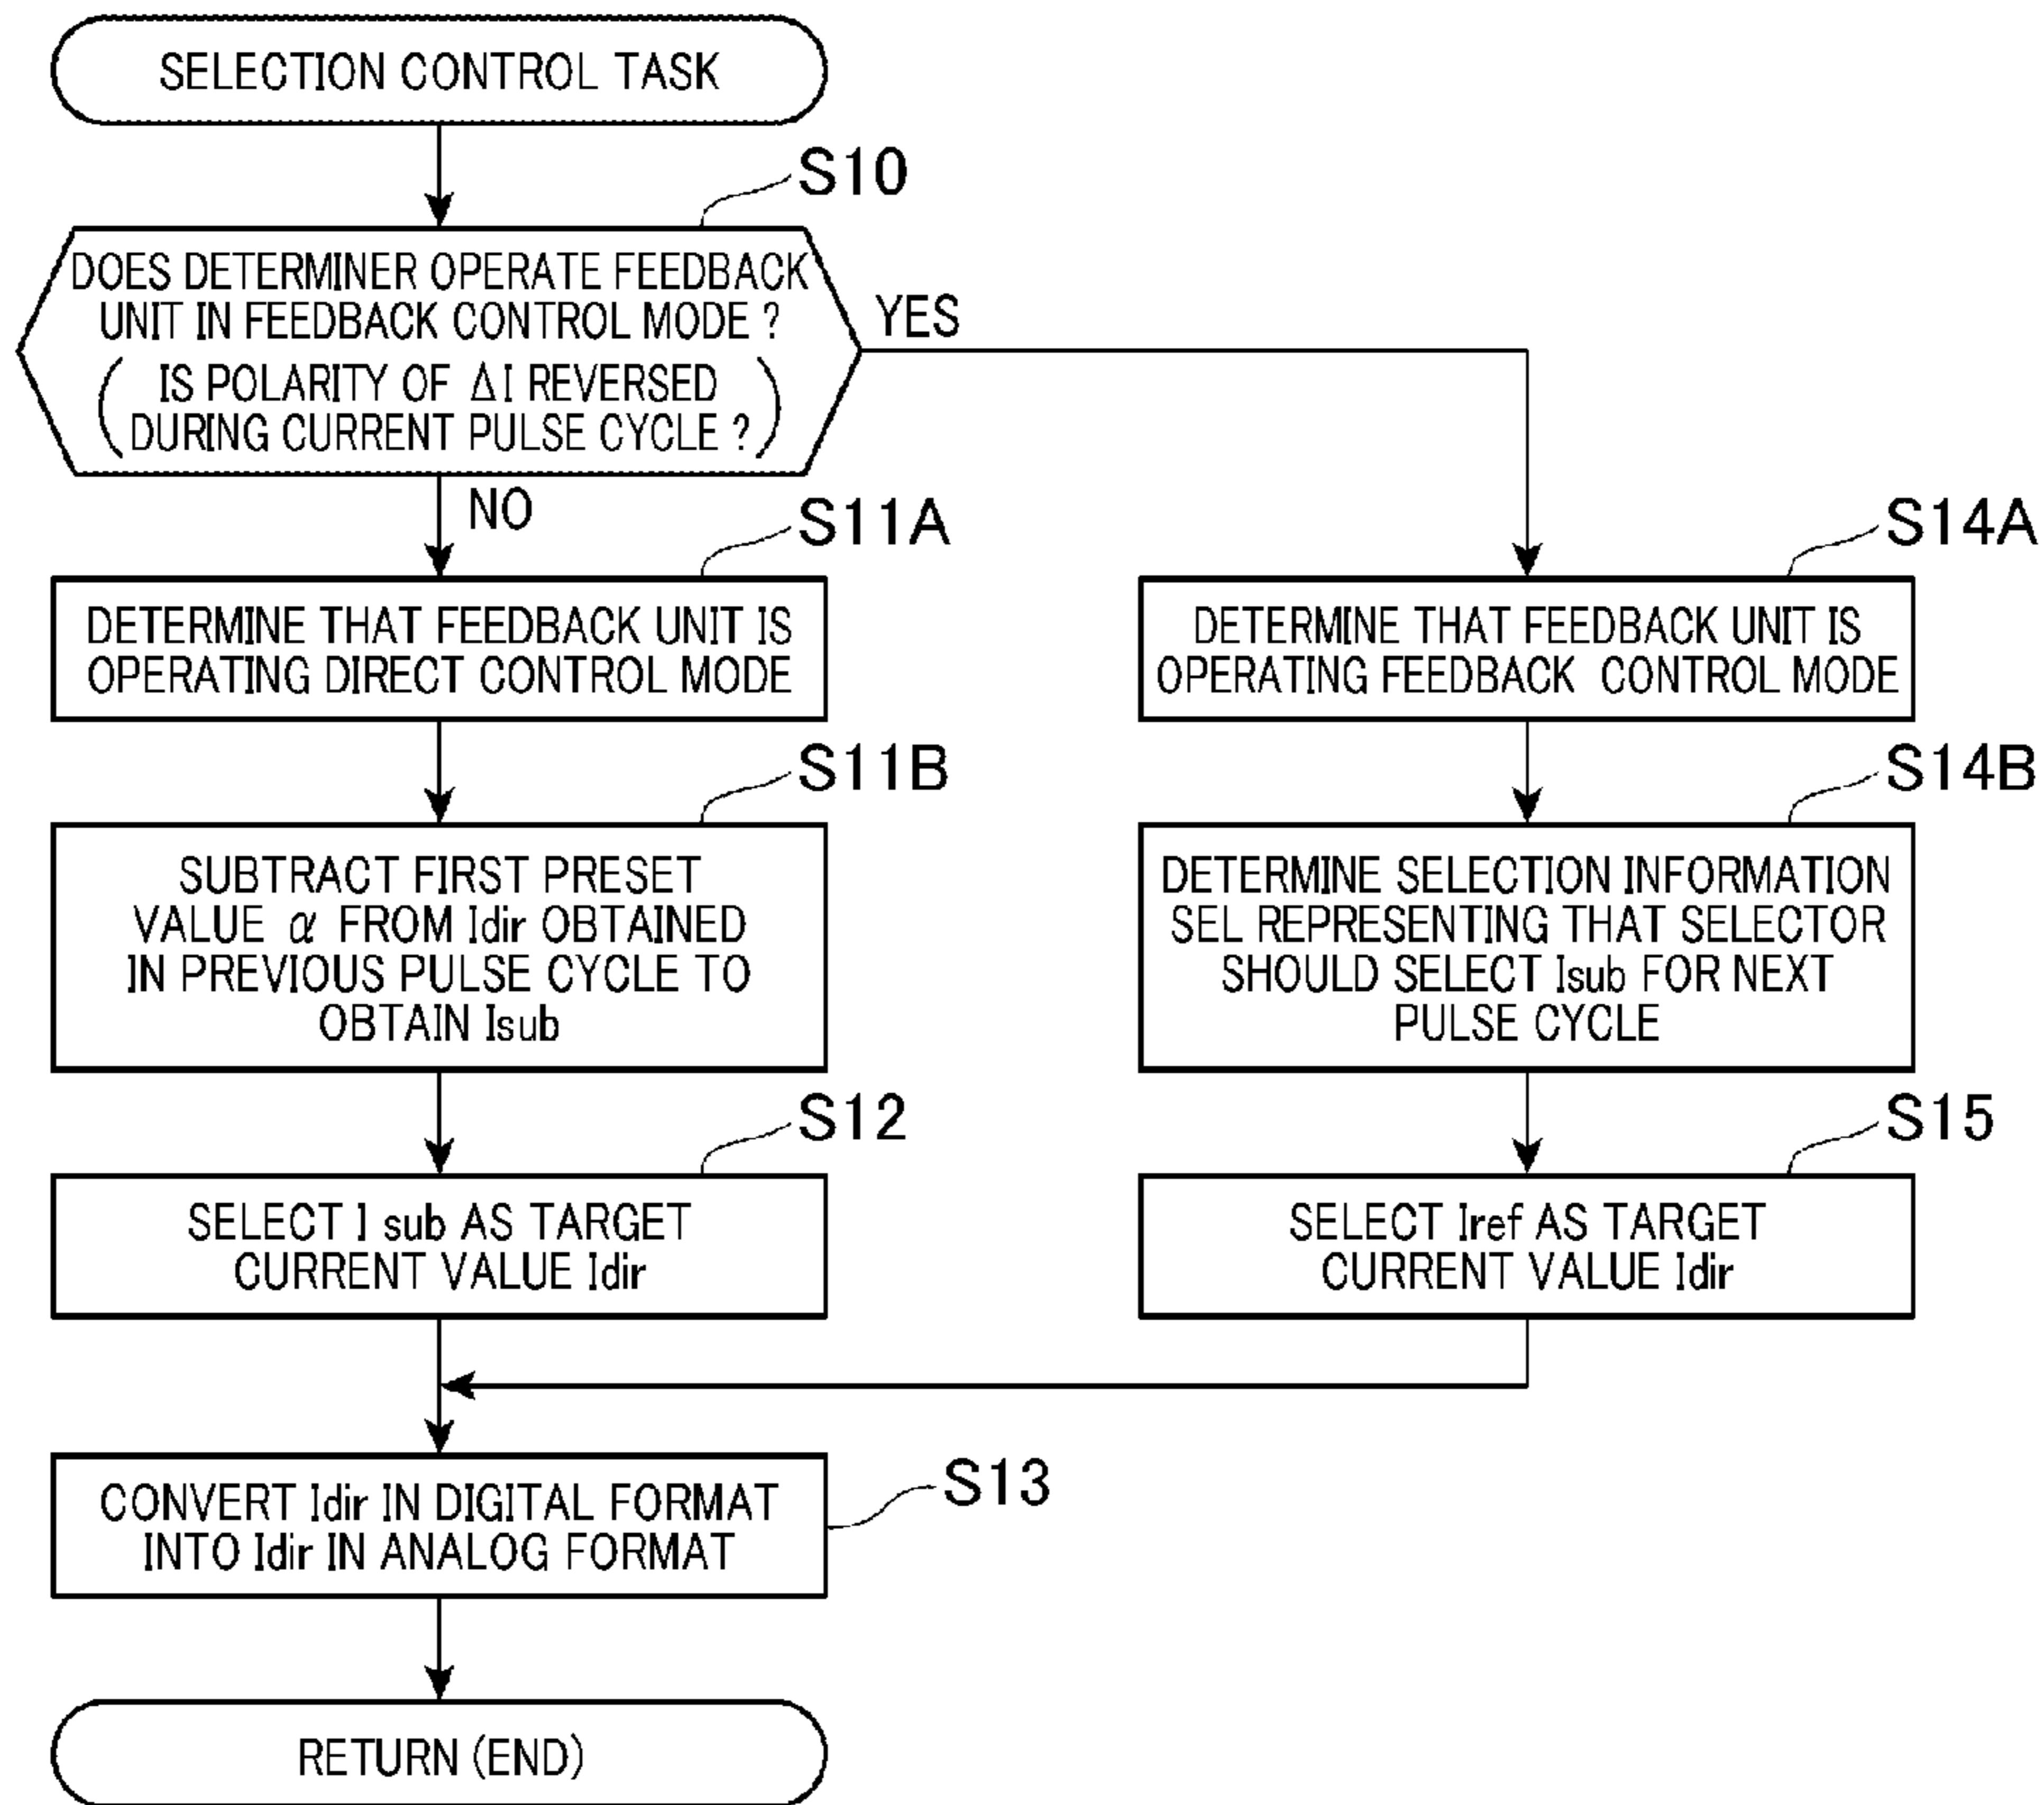 SELECTION CONTROL TASK
S10
DOES DETERMINER OPERATE FEEDBACK
UNIT IN FEEDBACK CONTROL MODE ?
(IS POLARITY OF ΔI REVERSED
DURING CURRENT PULSE CYCLE ?)
YES
NO
S11A
DETERMINE THAT FEEDBACK UNIT IS
OPERATING DIRECT CONTROL MODE
S14A
DETERMINE THAT FEEDBACK UNIT IS
OPERATING FEEDBACK CONTROL MODE
S11B
SUBTRACT FIRST PRESET
VALUE α FROM Idir OBTAINED
IN PREVIOUS PULSE CYCLE TO
OBTAIN Isub
S14B
DETERMINE SELECTION INFORMATION
SEL REPRESENTING THAT SELECTOR
SHOULD SELECT Isub FOR NEXT
PULSE CYCLE
S12
SELECT I sub AS TARGET
CURRENT VALUE Idir
S15
SELECT Iref AS TARGET
CURRENT VALUE Idir
S13
CONVERT Idir IN DIGITAL FORMAT
INTO Idir IN ANALOG FORMAT
RETURN (END)